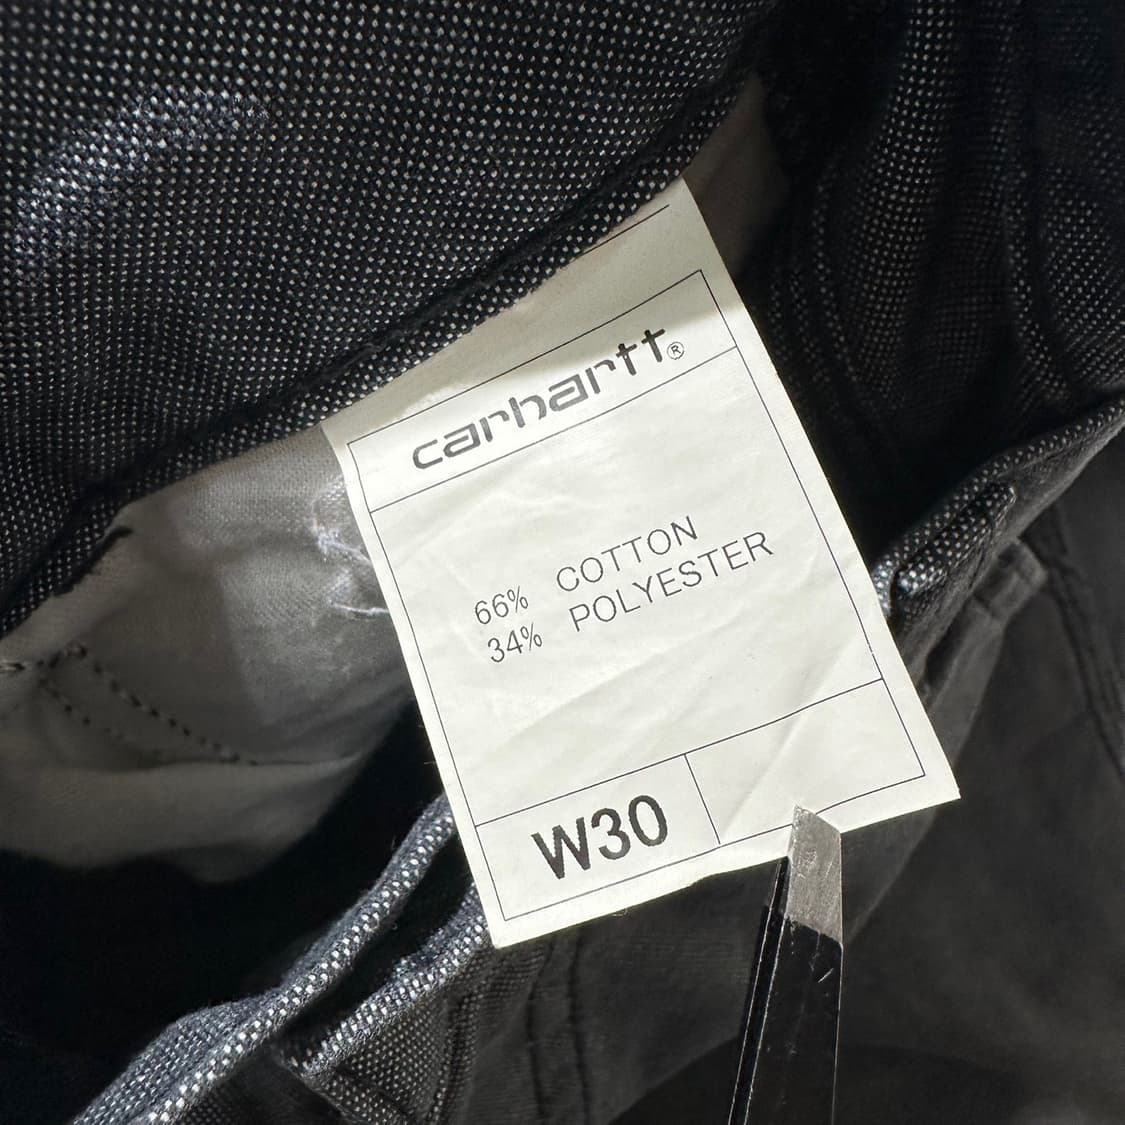 carhartt®
66% COTTON
34% POLYESTER
W30